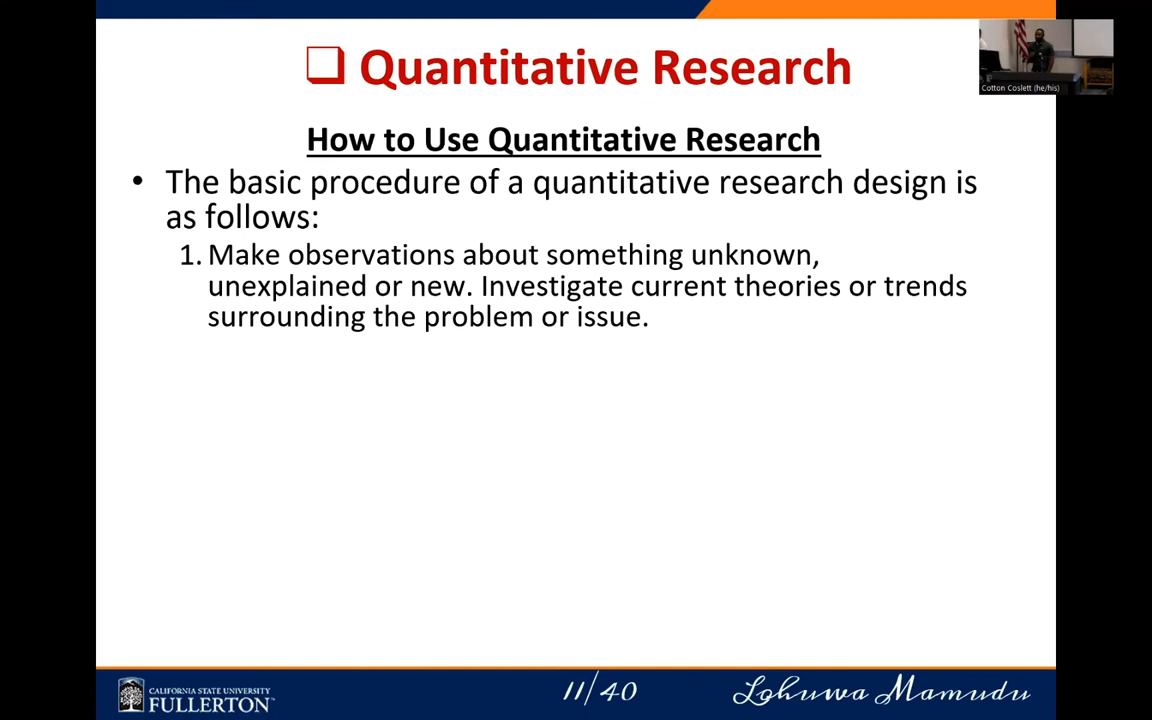 ❑ Quantitative Research
Cotton Coslett (he/his)
How to Use Quantitative Research
• The basic procedure of a quantitative research design is
as follows:
1. Make observations about something unknown,
unexplained or new. Investigate current theories or trends
surrounding the problem or issue.
CALIFORNIA STATE UNIVERSITY
FULLERTON™
11/40
Lohuwa Mamudu